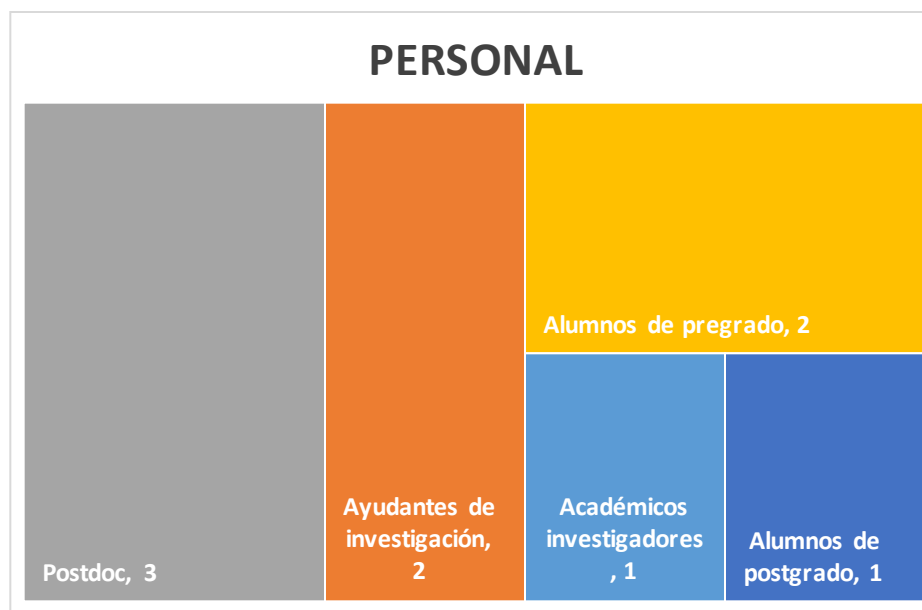 PERSONAL
Alumnos de pregrado, 2
Postdoc, 3
Ayudantes de
investigación,
2
Académicos
investigadores
, 1
Alumnos de
postgrado, 1